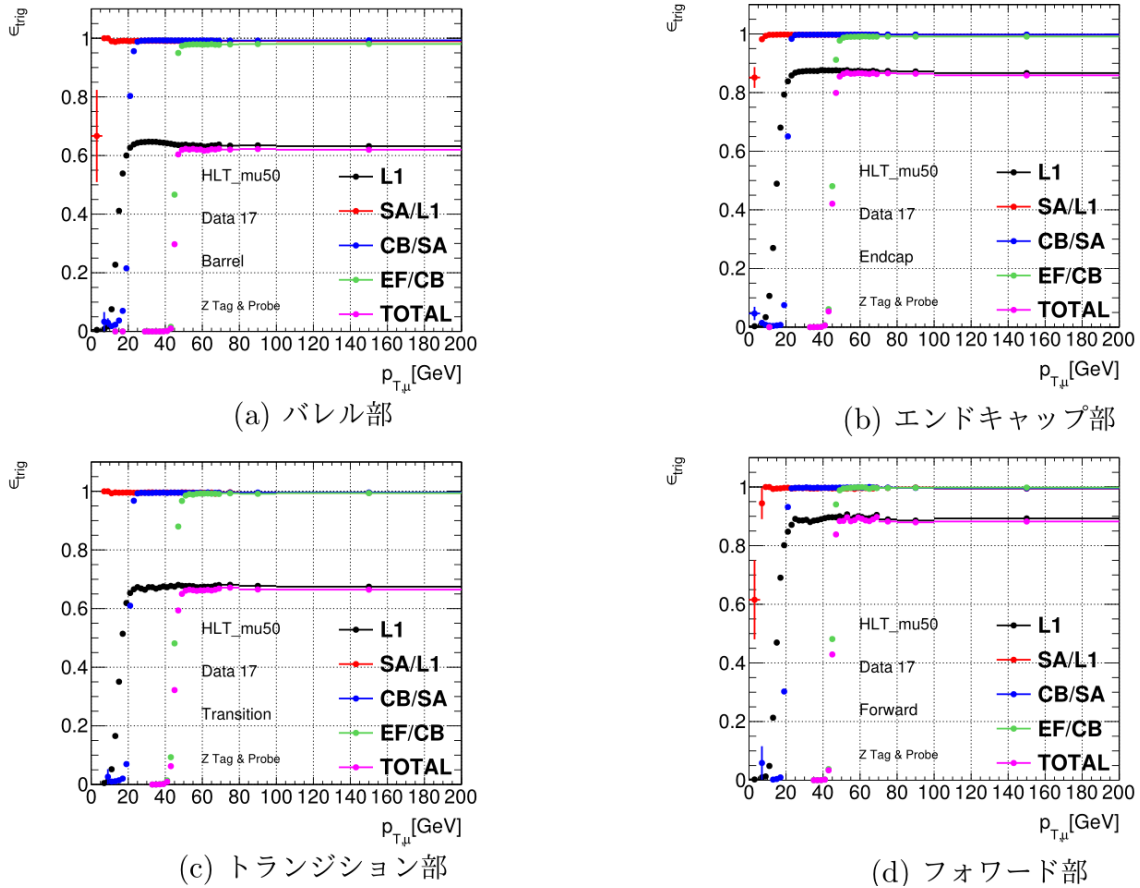 ϵtrig
1
0.8
0.6
0.4
0.2
0
HLT_mu50
Data 17
Barrel
Z Tag & Probe
L1
SA/L1
CB/SA
EF/CB
TOTAL
0 20 40 60 80 100 120 140 160 180 200
pT,μ[GeV]
(a) バレル部
ϵtrig
1
0.8
0.6
0.4
0.2
0
HLT_mu50
Data 17
Endcap
Z Tag & Probe
L1
SA/L1
CB/SA
EF/CB
TOTAL
0 20 40 60 80 100 120 140 160 180 200
pT,μ[GeV]
(b) エンドキャップ部
ϵtrig
1
0.8
0.6
0.4
0.2
0
HLT_mu50
Data 17
Transition
Z Tag & Probe
L1
SA/L1
CB/SA
EF/CB
TOTAL
0 20 40 60 80 100 120 140 160 180 200
pT,μ[GeV]
(c) トランジション部
ϵtrig
1
0.8
0.6
0.4
0.2
0
HLT_mu50
Data 17
Forward
Z Tag & Probe
L1
SA/L1
CB/SA
EF/CB
TOTAL
0 20 40 60 80 100 120 140 160 180 200
pT,μ[GeV]
(d) フォワード部